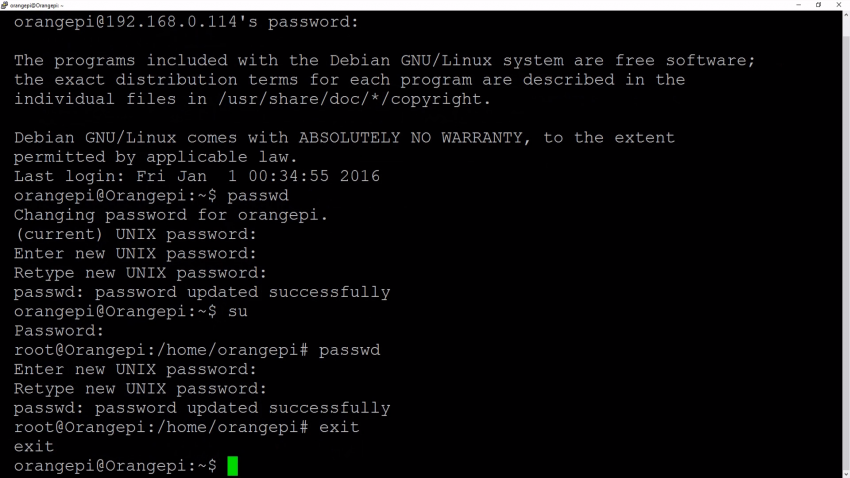 orangepi@Orangepi: ~
orangepi@192.168.0.114's password:
The programs included with the Debian GNU/Linux system are free software;
the exact distribution terms for each program are described in the
individual files in /usr/share/doc/*/copyright.
Debian GNU/Linux comes with ABSOLUTELY NO WARRANTY, to the extent
permitted by applicable law.
Last login: Fri Jan  1 00:34:55 2016
orangepi@Orangepi:~$ passwd
Changing password for orangepi.
(current) UNIX password:
Enter new UNIX password:
Retype new UNIX password:
passwd: password updated successfully
orangepi@Orangepi:~$ su
Password:
root@Orangepi:/home/orangepi# passwd
Enter new UNIX password:
Retype new UNIX password:
passwd: password updated successfully
root@Orangepi:/home/orangepi# exit
exit
orangepi@Orangepi:~$